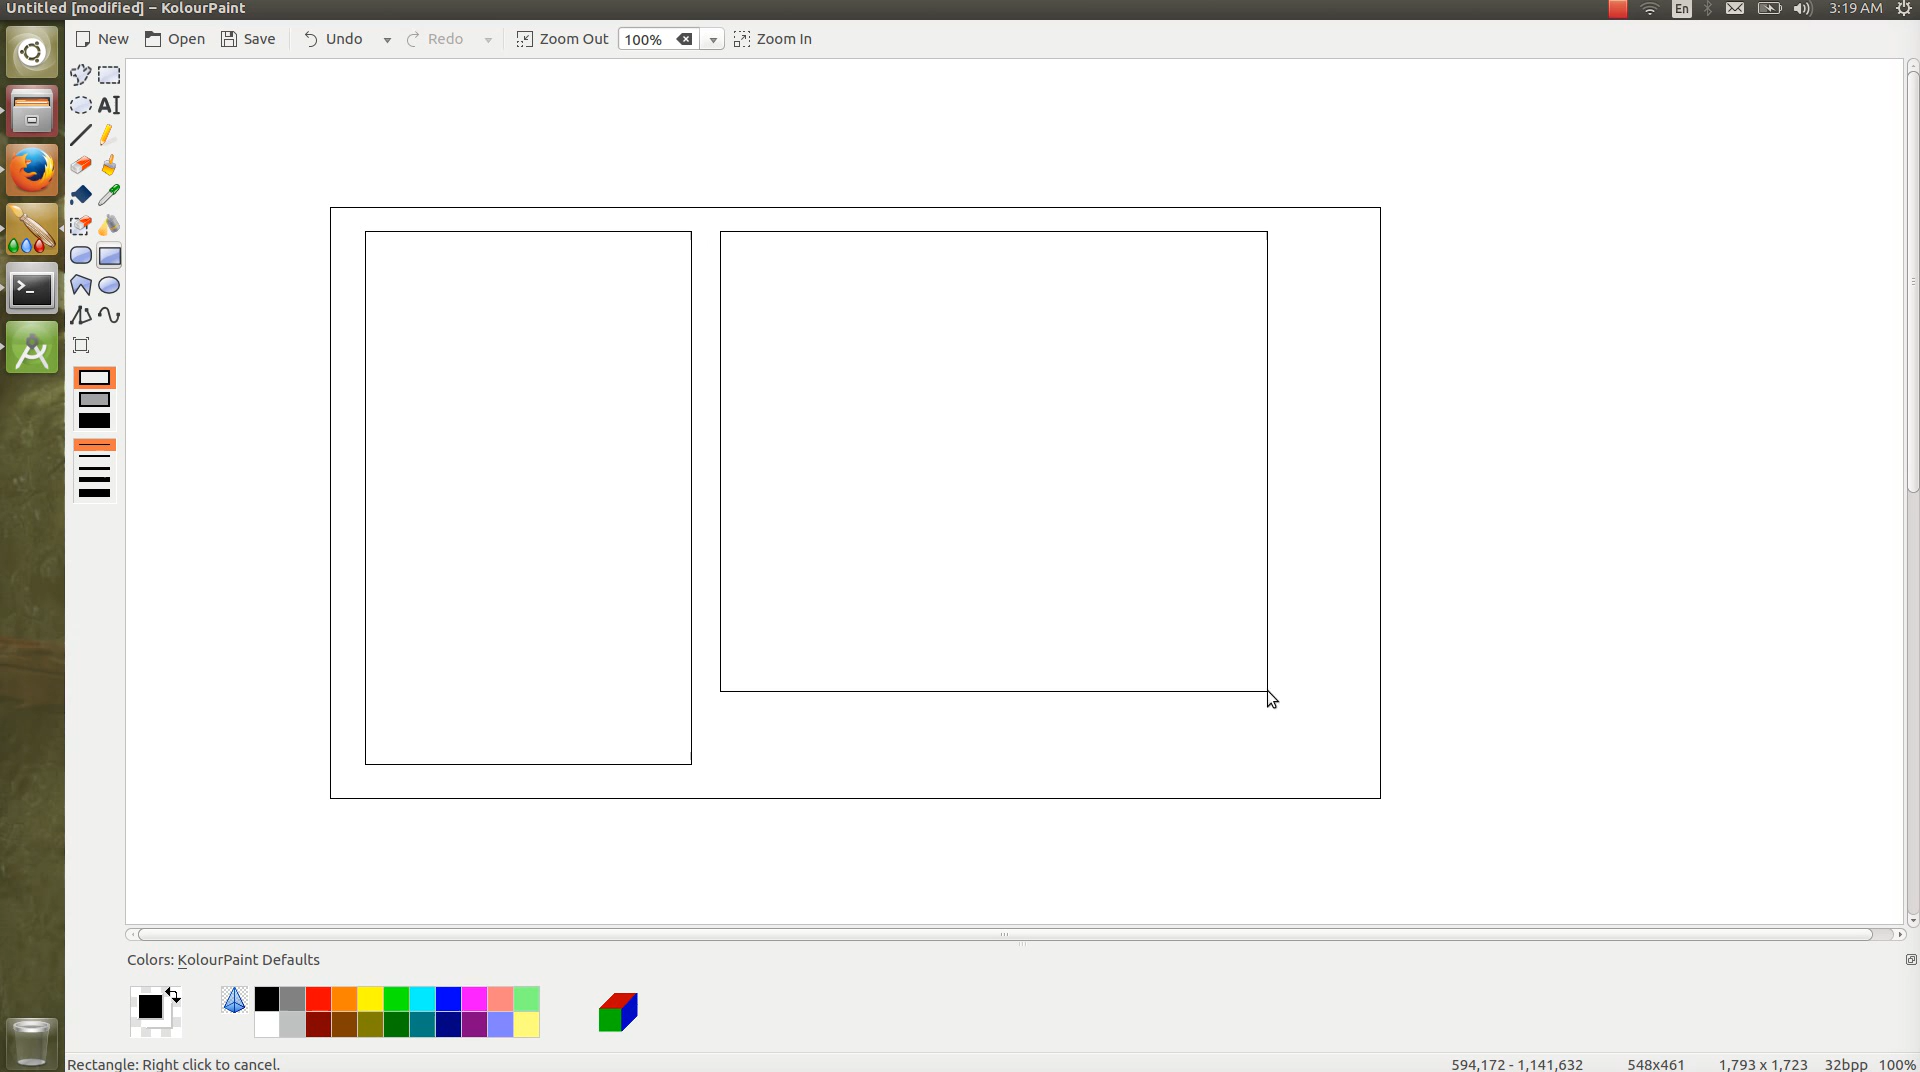 Untitled [modified] – KolourPaint
En
3:19 AM
New Open Save Undo Redo Zoom Out 100% Zoom In
AI
>_
Colors: KolourPaint Defaults
Rectangle: Right click to cancel.
594,172 - 1,141,632 548x461 1,793 x 1,723 32bpp 100%